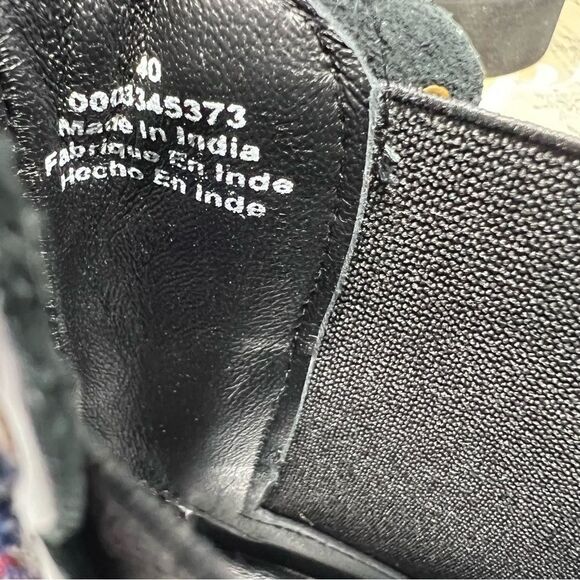 40
0003345373
Made In India
Fabrique En Inde
Hecho En Inde